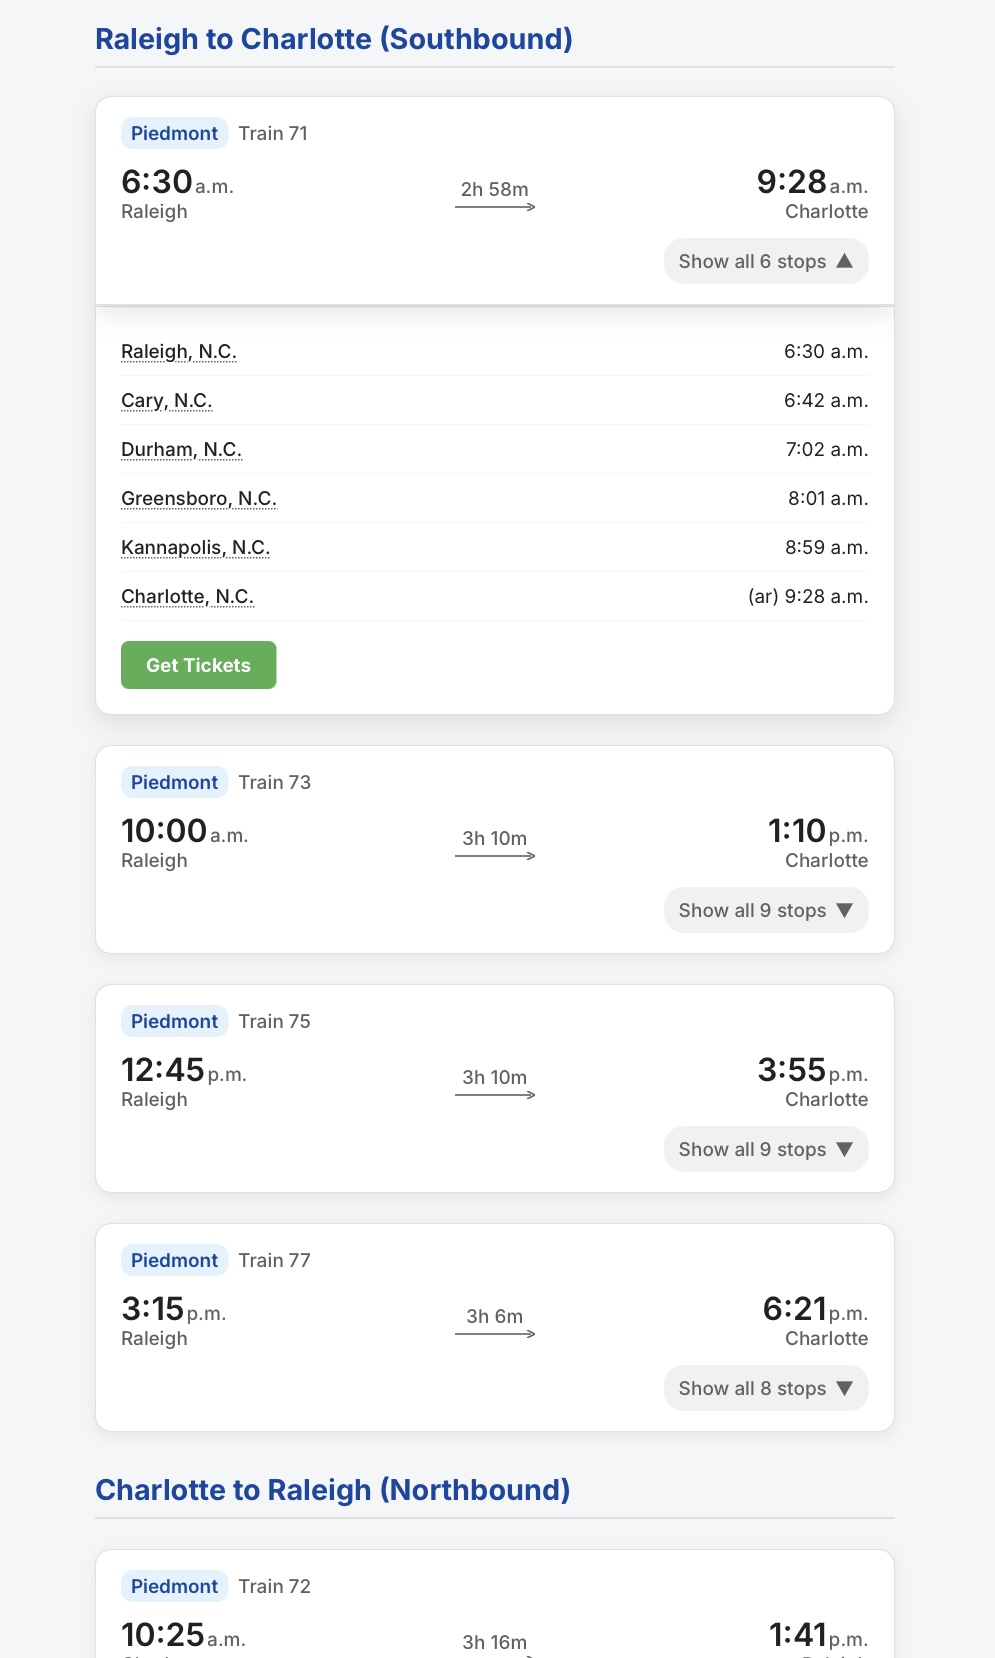 Raleigh to Charlotte (Southbound)
Piedmont Train 71
6:30 a.m. 2h 58m 9:28 a.m.
Raleigh Charlotte
Show all 6 stops ▲
Raleigh, N.C. 6:30 a.m.
Cary, N.C. 6:42 a.m.
Durham, N.C. 7:02 a.m.
Greensboro, N.C. 8:01 a.m.
Kannapolis, N.C. 8:59 a.m.
Charlotte, N.C. (ar) 9:28 a.m.
Get Tickets
Piedmont Train 73
10:00 a.m. 3h 10m 1:10 p.m.
Raleigh Charlotte
Show all 9 stops ▼
Piedmont Train 75
12:45 p.m. 3h 10m 3:55 p.m.
Raleigh Charlotte
Show all 9 stops ▼
Piedmont Train 77
3:15 p.m. 3h 6m 6:21 p.m.
Raleigh Charlotte
Show all 8 stops ▼
Charlotte to Raleigh (Northbound)
Piedmont Train 72
10:25 a.m. 3h 16m 1:41 p.m.